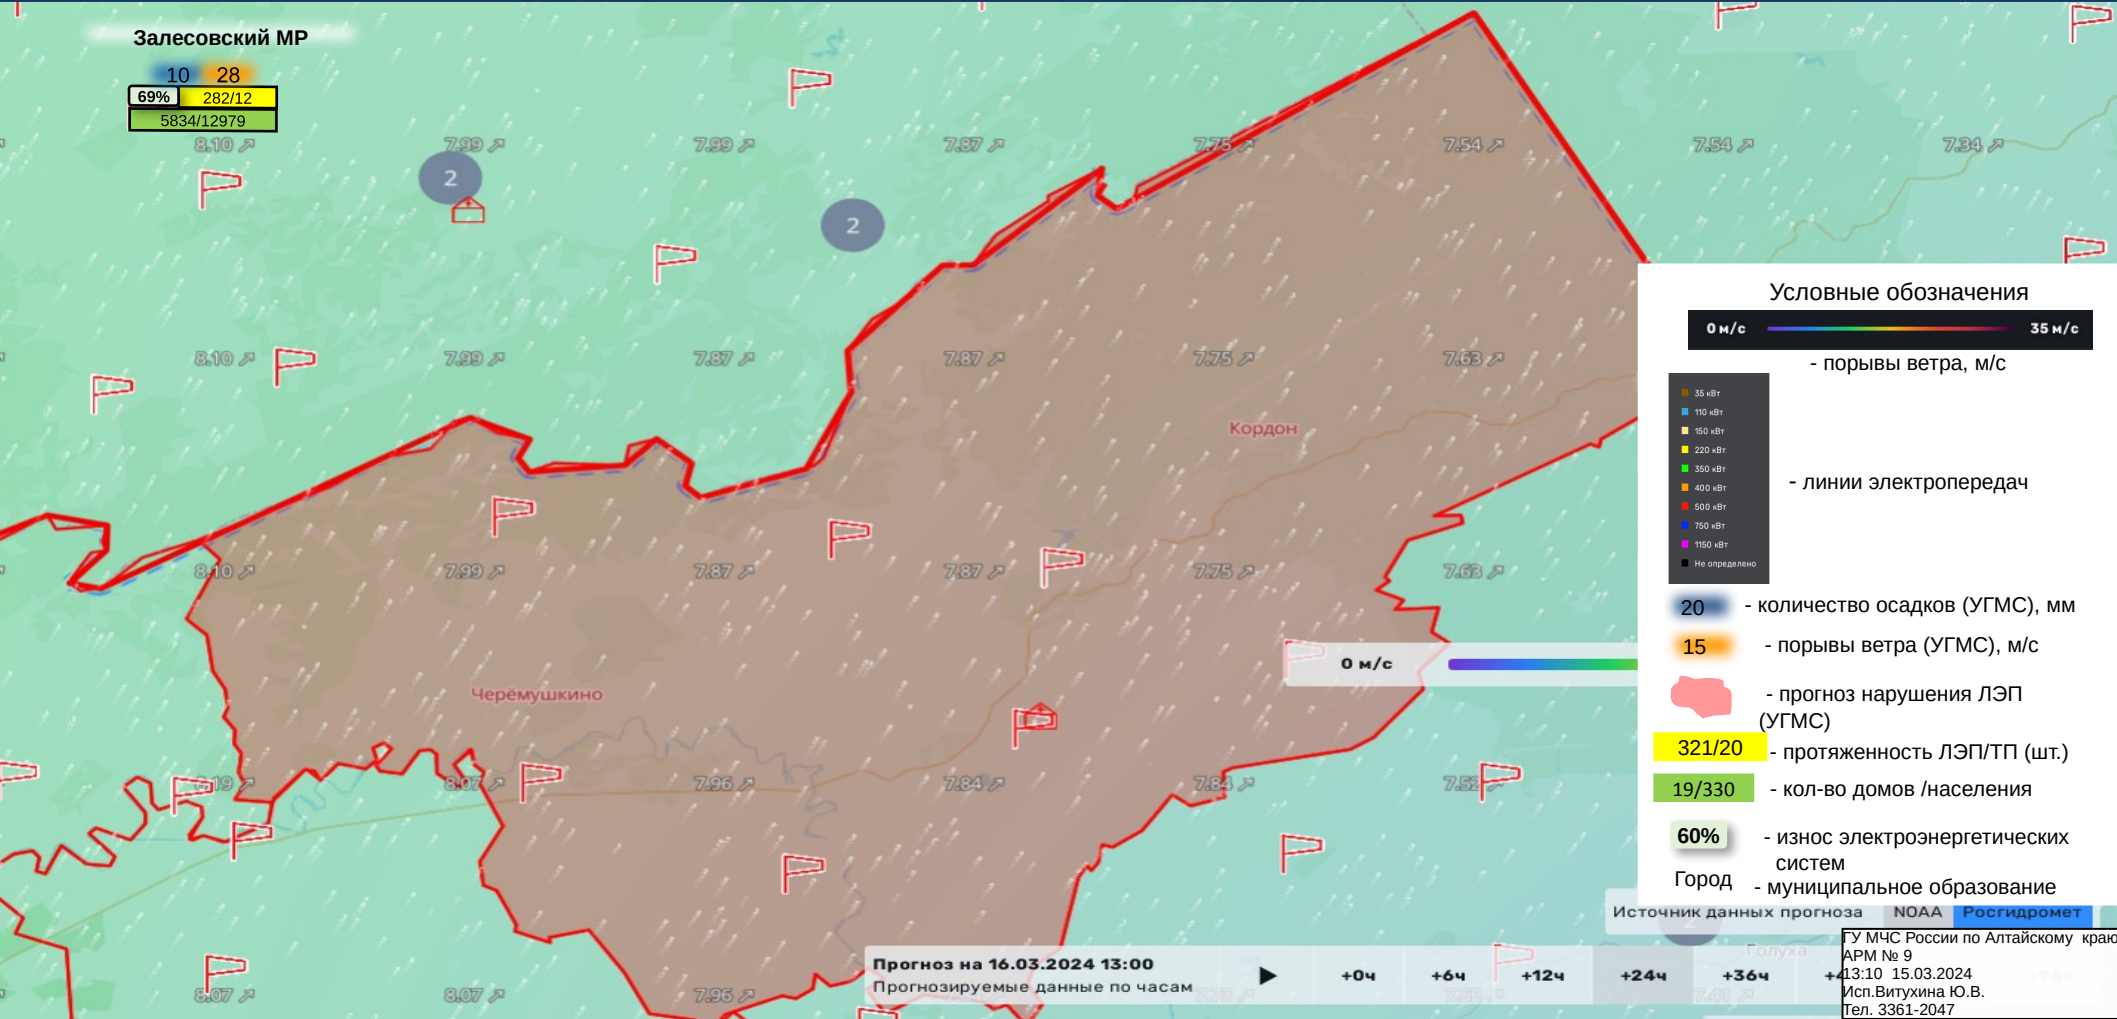 Залесовский МР
10 28
69% 282/12
5834/12979
8.10 7.99 7.99 7.87 7.75 7.54 7.54 7.34
2
2
Условные обозначения
0 м/с 35 м/с
- порывы ветра, м/с
8.10 7.99 7.87 7.87 7.75 7.63
35 кВт
110 кВт
150 кВт
220 кВт
350 кВт
400 кВт
500 кВт
750 кВт
1150 кВт
Не определено
- линии электропередач
Кордон
8.10 7.99 7.87 7.87 7.75 7.63
20 - количество осадков (УГМС), мм
15 - порывы ветра (УГМС), м/с
0 м/с
- прогноз нарушения ЛЭП
(УГМС)
Черёмушкино
321/20 - протяженность ЛЭП/ТП (шт.)
8.19 8.07 7.96 7.84 7.84 7.52
19/330 - кол-во домов /населения
60% - износ электроэнергетических
систем
Город - муниципальное образование
Источник данных прогноза NOAA Росгидромет
Голуха
Прогноз на 16.03.2024 13:00
Прогнозируемые данные по часам
+0ч +6ч +12ч +24ч +36ч
8.07 8.07 7.96
ГУ МЧС России по Алтайскому краю
АРМ № 9
13:10 15.03.2024
Исп.Витухина Ю.В.
Тел. 3361-2047